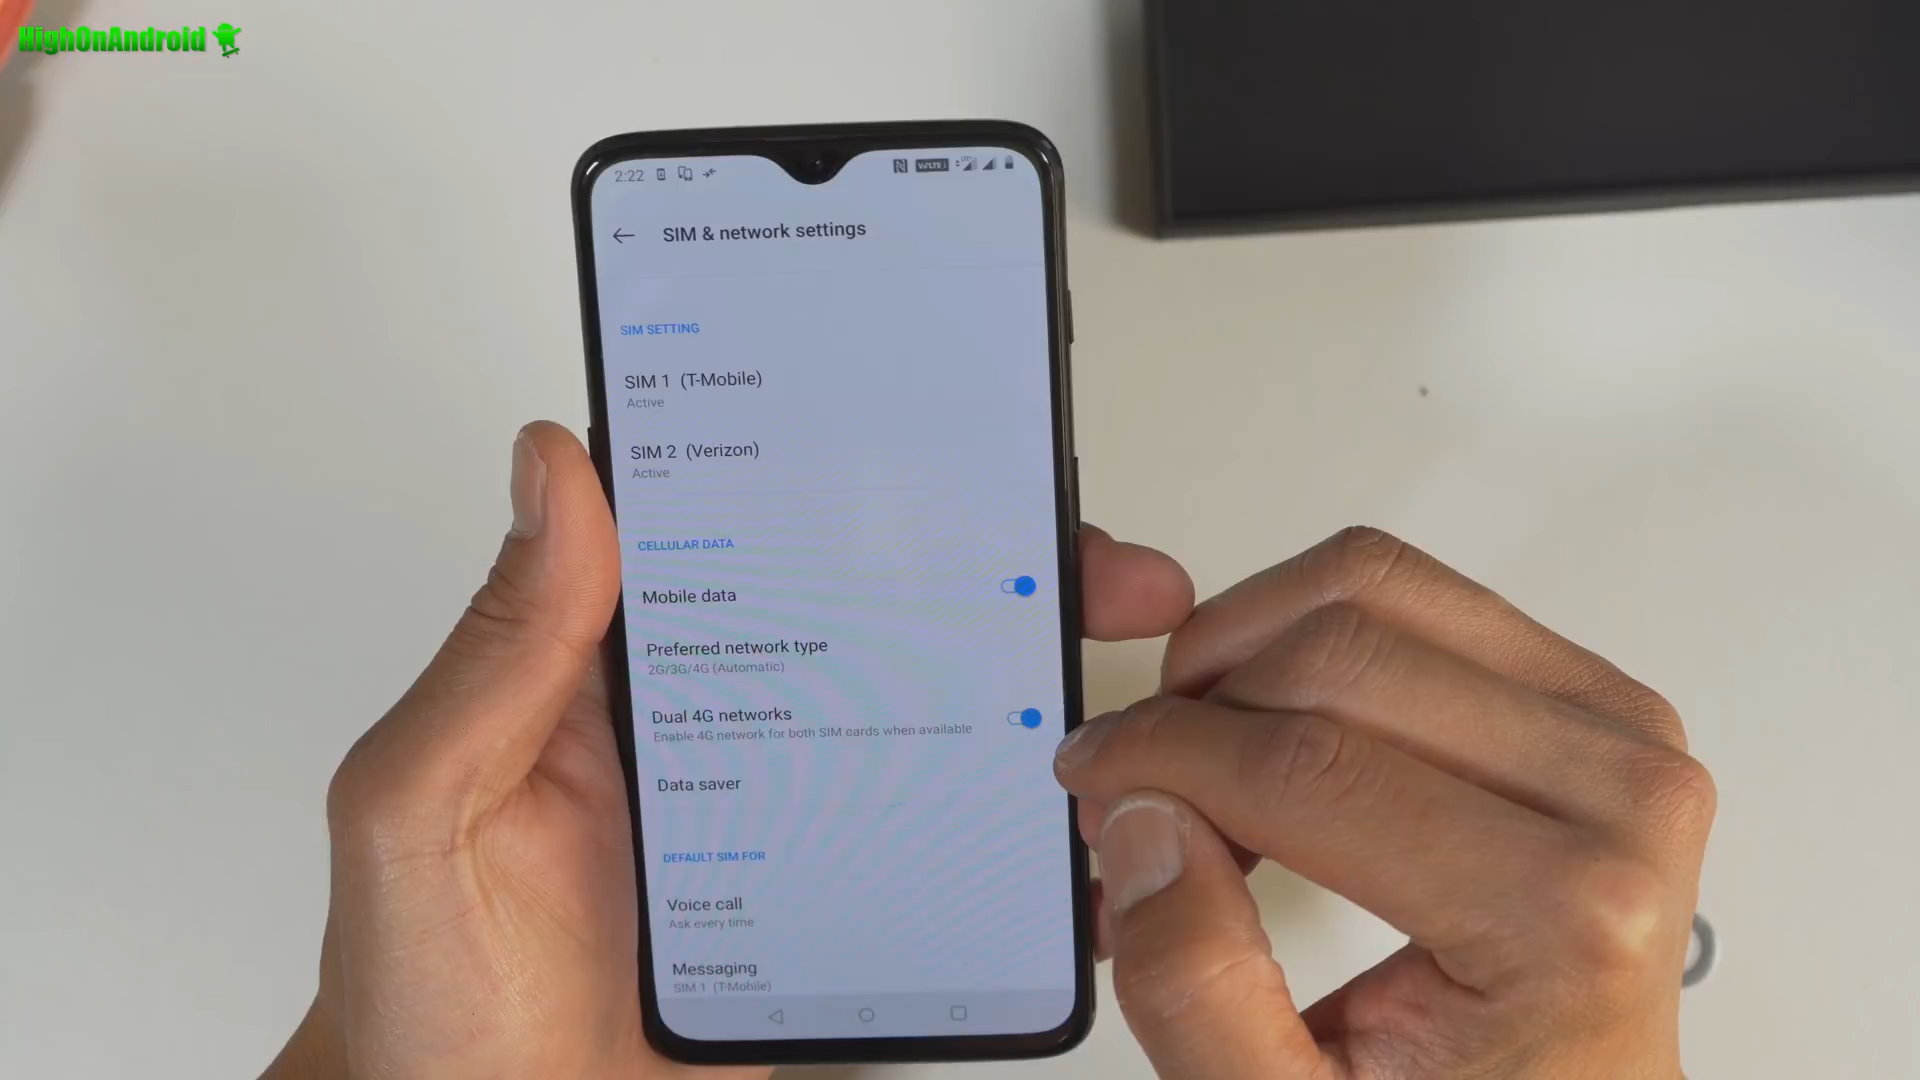 HighOnAndroid
2:22
VoLTE 1
SIM & network settings
SIM SETTING
SIM 1 (T-Mobile)
Active
SIM 2 (Verizon)
Active
CELLULAR DATA
Mobile data
Preferred network type
2G/3G/4G (Automatic)
Dual 4G networks
Enable 4G network for both SIM cards when available
Data saver
DEFAULT SIM FOR
Voice call
Ask every time
Messaging
SIM 1 (T-Mobile)